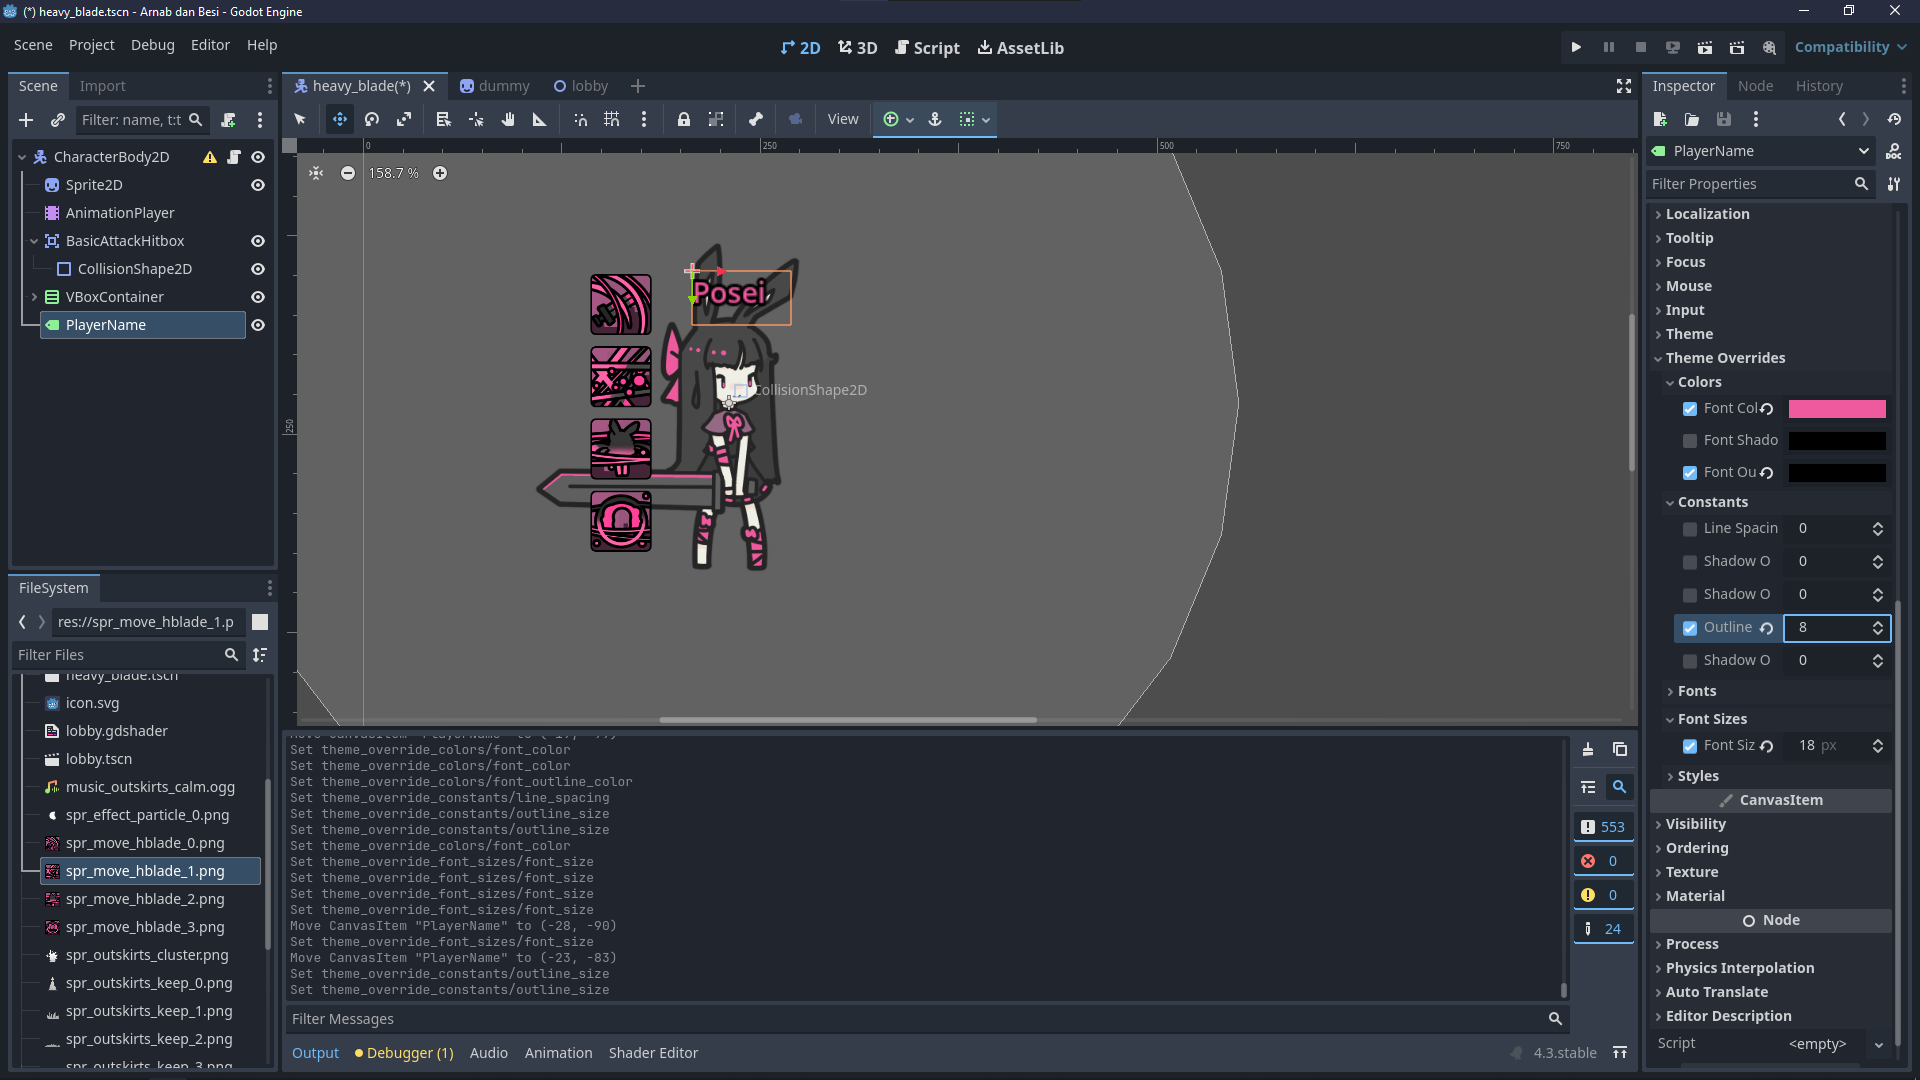 (*) heavy_blade.tscn - Arnab dan Besi - Godot Engine
Scene Project Debug Editor Help
2D 3D Script AssetLib
Compatibility
Scene Import
Filter: name, t:t
CharacterBody2D
Sprite2D
AnimationPlayer
BasicAttackHitbox
CollisionShape2D
VBoxContainer
PlayerName
FileSystem
res://spr_move_hblade_1.p
Filter Files
heavy_blade.tscn
icon.svg
lobby.gdshader
lobby.tscn
music_outskirts_calm.ogg
spr_effect_particle_0.png
spr_move_hblade_0.png
spr_move_hblade_1.png
spr_move_hblade_2.png
spr_move_hblade_3.png
spr_outskirts_cluster.png
spr_outskirts_keep_0.png
spr_outskirts_keep_1.png
spr_outskirts_keep_2.png
spr_outskirts_keep_3.png
heavy_blade(*) dummy lobby
View
0 250 500 750
158.7 %
250
Posei
CollisionShape2D
Move CanvasItem "PlayerName" to (-17, -77)
Set theme_override_colors/font_color
Set theme_override_colors/font_color
Set theme_override_colors/font_outline_color
Set theme_override_constants/line_spacing
Set theme_override_constants/outline_size
Set theme_override_constants/outline_size
Set theme_override_colors/font_color
Set theme_override_font_sizes/font_size
Set theme_override_font_sizes/font_size
Set theme_override_font_sizes/font_size
Set theme_override_font_sizes/font_size
Move CanvasItem "PlayerName" to (-28, -90)
Set theme_override_font_sizes/font_size
Move CanvasItem "PlayerName" to (-23, -83)
Set theme_override_constants/outline_size
Set theme_override_constants/outline_size
553
0
0
24
Filter Messages
Output Debugger (1) Audio Animation Shader Editor
4.3.stable
Inspector Node History
PlayerName
DOC
Filter Properties
Localization
Tooltip
Focus
Mouse
Input
Theme
Theme Overrides
Colors
Font Col
Font Shado
Font Ou
Constants
Line Spacin 0
Shadow O 0
Shadow O 0
Outline 8
Shadow O 0
Fonts
Font Sizes
Font Siz 18 px
Styles
CanvasItem
Visibility
Ordering
Texture
Material
Node
Process
Physics Interpolation
Auto Translate
Editor Description
Script <empty>